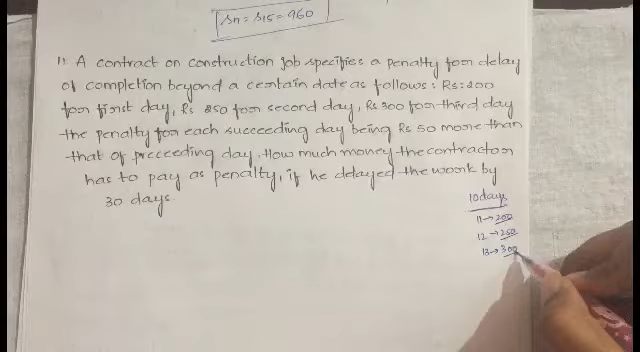 Sn = S15 = 960
11 A contract on construction job specifies a penalty for delay
of completion beyond a certain date as follows: Rs: 200
for first day, Rs 250 for second day, Rs 300 for third day
the penalty for each succeeding day being Rs 50 more than
that of preceeding day. How much money the contractor
has to pay as penalty, if he delayed the work by
30 days
10 days
11 → 200
12 → 250
13 → 300